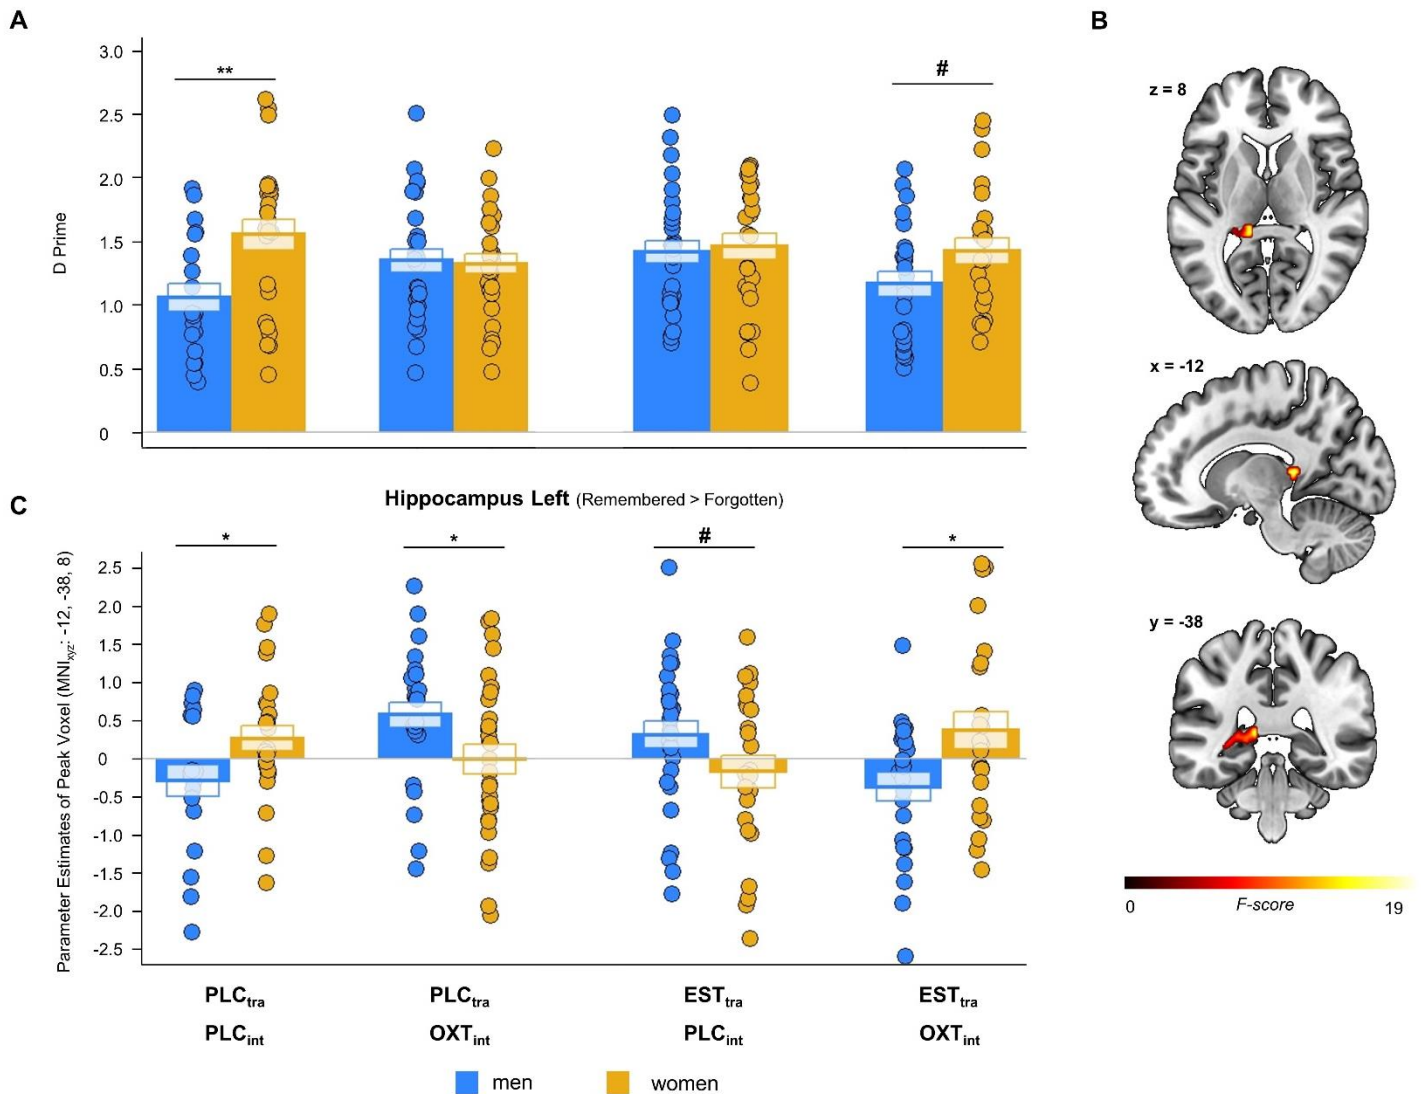 A
3.0
2.5
2.0
1.5
1.0
0.5
0
D Prime
**
#
B
z = 8
x = -12
y = -38
0
F-score
19
C
Hippocampus Left (Remembered > Forgotten)
*
*
#
*
2.5
2.0
1.5
1.0
0.5
0
-0.5
-1.0
-1.5
-2.0
-2.5
Parameter Estimates of Peak Voxel (MNIxyz: -12, -38, 8)
PLCtra
PLCint
PLCtra
OXTint
ESTtra
PLCint
ESTtra
OXTint
men
women